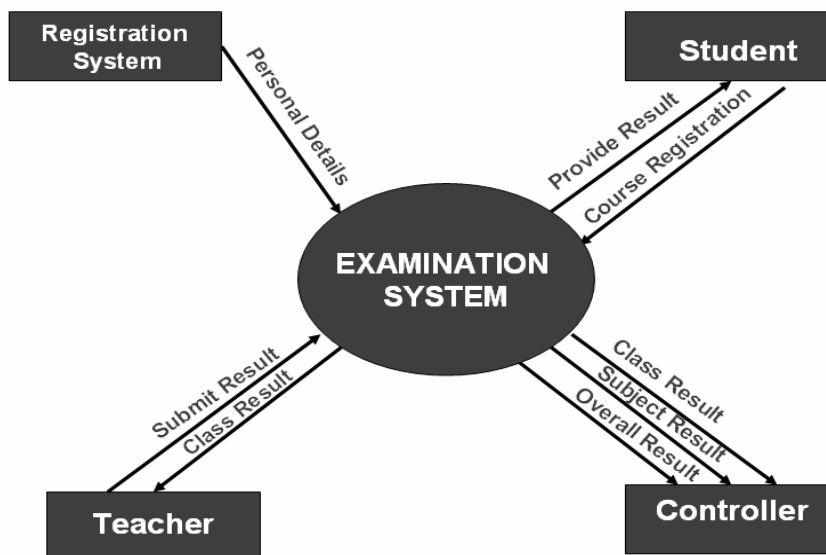 Registration
System
Student
Personal Details
Provide Result
Course Registration
EXAMINATION
SYSTEM
Submit Result
Class Result
Class Result
Subject Result
Overall Result
Teacher
Controller